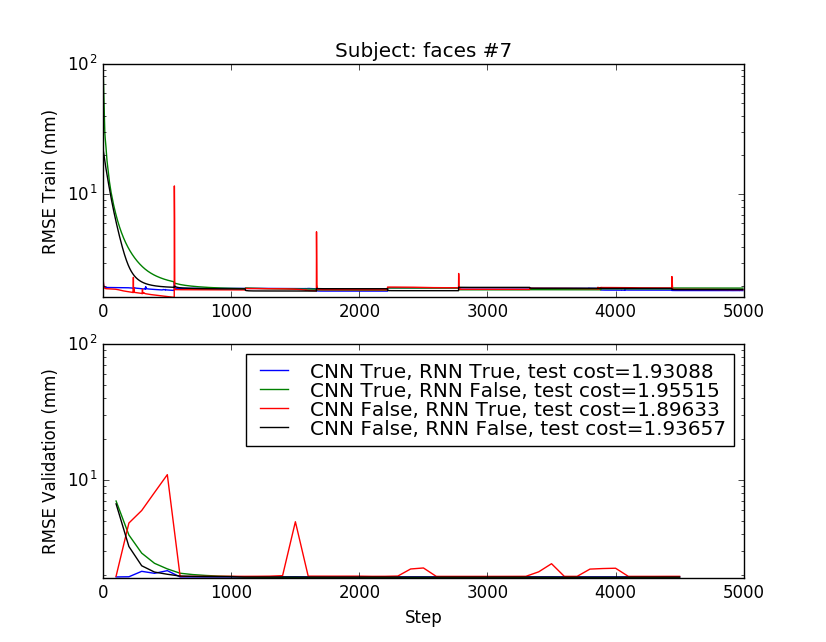 Subject: faces #7
10²
10¹
RMSE Train (mm)
0 1000 2000 3000 4000 5000
10²
10¹
RMSE Validation (mm)
CNN True, RNN True, test cost=1.93088
CNN True, RNN False, test cost=1.95515
CNN False, RNN True, test cost=1.89633
CNN False, RNN False, test cost=1.93657
0 1000 2000 3000 4000 5000
Step